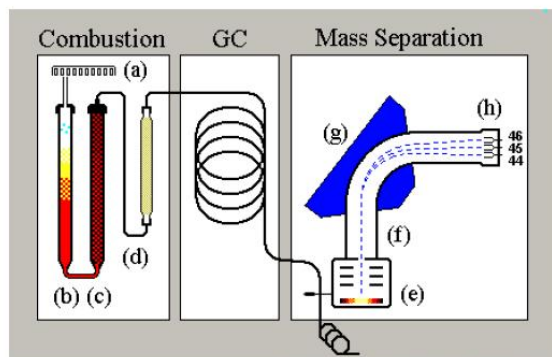 Combustion
GC
Mass Separation
(a)
(h)
(g)
46
45
44
(d)
(f)
(b)
(c)
(e)